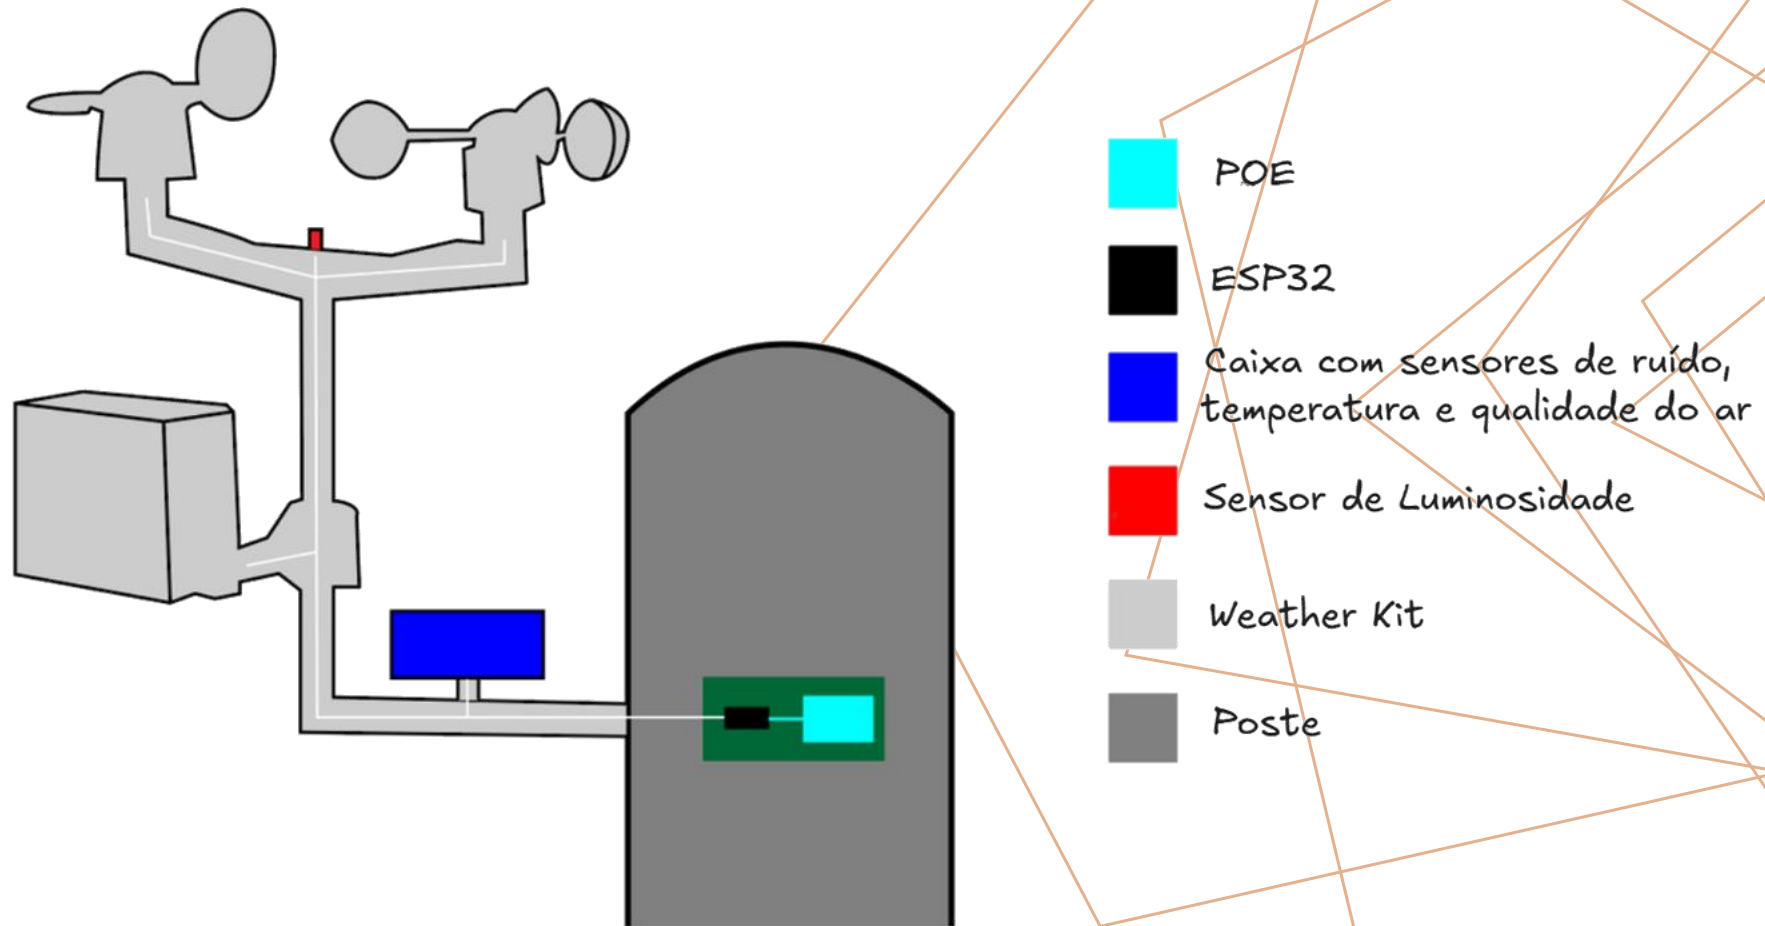 POE
ESP32
Caixa com sensores de ruído,
temperatura e qualidade do ar
Sensor de Luminosidade
Weather Kit
Poste